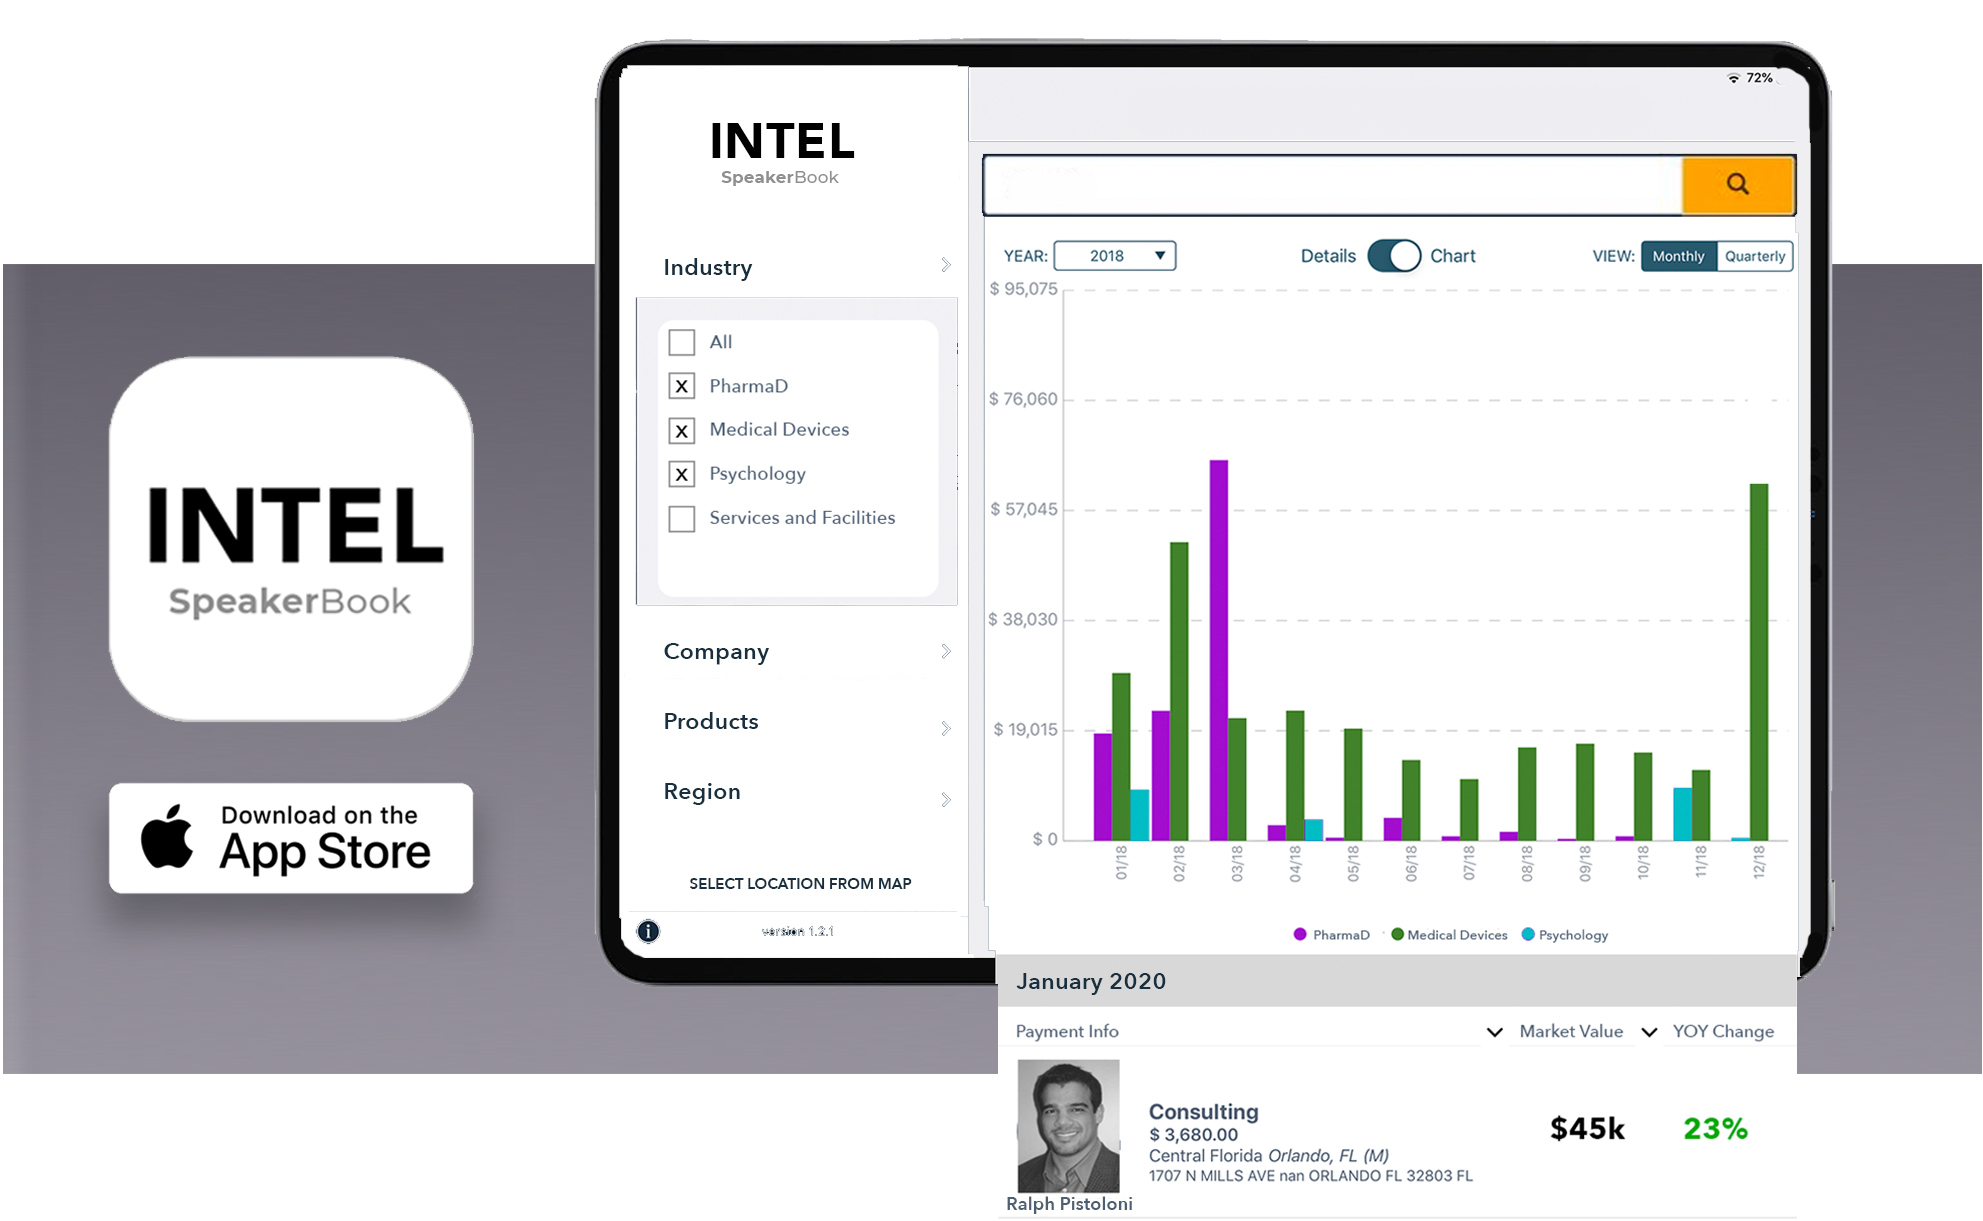 INTEL
SpeakerBook
Download on the
App Store
INTEL
SpeakerBook
Industry
All
X PharmaD
X Medical Devices
X Psychology
Services and Facilities
Company
Products
Region
SELECT LOCATION FROM MAP
i
version 1.2.1
72%
YEAR: 2018 Details Chart VIEW: Monthly Quarterly
$ 95,075
$ 76,060
$ 57,045
$ 38,030
$ 19,015
$ 0
01/18 02/18 03/18 04/18 05/18 06/18 07/18 08/18 09/18 10/18 11/18 12/18
PharmaD Medical Devices Psychology
January 2020
Payment Info Market Value YOY Change
Consulting
$ 3,680.00
Central Florida Orlando, FL (M)
1707 N MILLS AVE nan ORLANDO FL 32803 FL
$45k 23%
Ralph Pistoloni